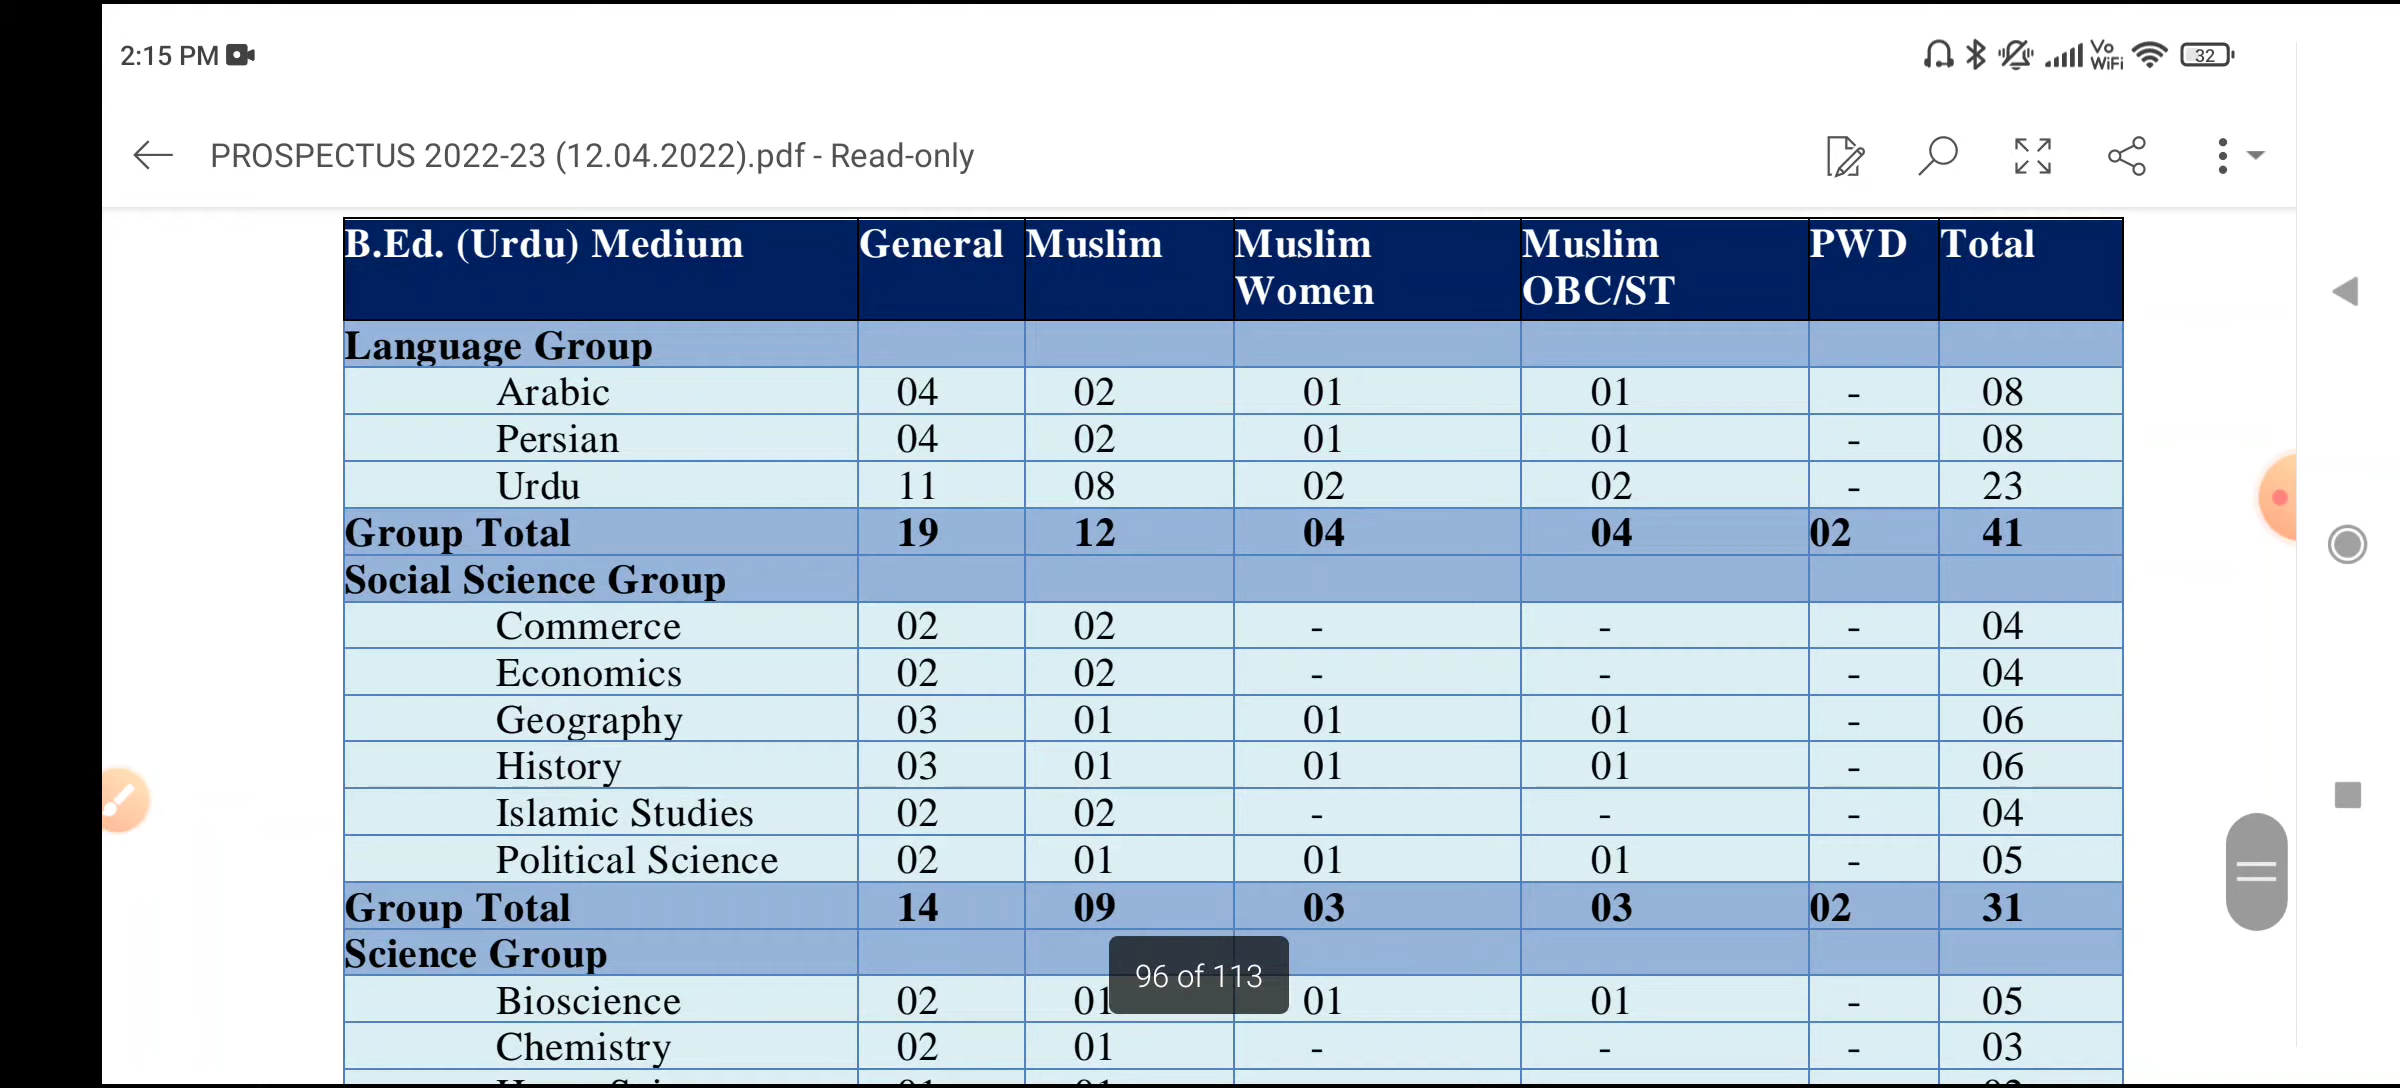 2:15 PM
Vo WiFi 32
PROSPECTUS 2022-23 (12.04.2022).pdf - Read-only
B.Ed. (Urdu) Medium General Muslim Muslim Women Muslim OBC/ST PWD Total
Language Group
Arabic 04 02 01 01 - 08
Persian 04 02 01 01 - 08
Urdu 11 08 02 02 - 23
Group Total 19 12 04 04 02 41
Social Science Group
Commerce 02 02 - - - 04
Economics 02 02 - - - 04
Geography 03 01 01 01 - 06
History 03 01 01 01 - 06
Islamic Studies 02 02 - - - 04
Political Science 02 01 01 01 - 05
Group Total 14 09 03 03 02 31
Science Group
96 of 113
Bioscience 02 01 01 01 - 05
Chemistry 02 01 - - - 03